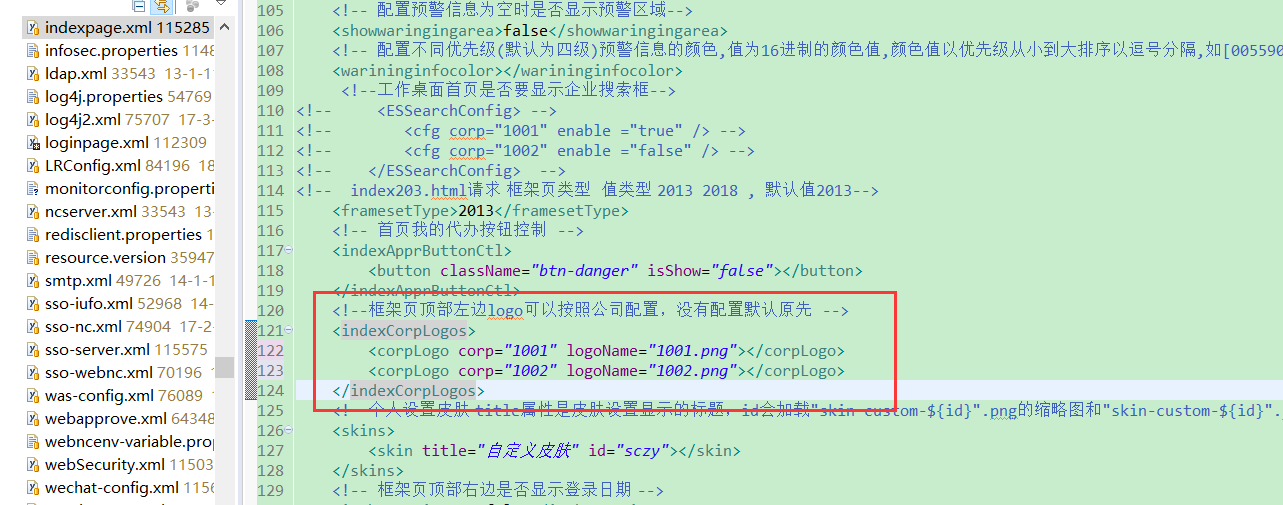 indexpage.xml 115285
infosec.properties 1148
ldap.xml 33543 13-1-1
log4j.properties 54769
log4j2.xml 75707 17-3-
loginpage.xml 112309
LRConfig.xml 84196 18
monitorconfig.properti
ncserver.xml 33543 13-
redisclient.properties 1
resource.version 35947
smtp.xml 49726 14-1-1
sso-iufo.xml 52968 14-
sso-nc.xml 74904 17-2-
sso-server.xml 115575
sso-webnc.xml 70196 1
was-config.xml 76089
webapprove.xml 64348
webncenv-variable.prop
webSecurity.xml 11503
wechat-config.xml 1156
105 <!-- 配置预警信息为空时是否显示预警区域-->
106 <showwaringingarea>false</showwaringingarea>
107 <!-- 配置不同优先级(默认为四级)预警信息的颜色,值为16进制的颜色值,颜色值以优先级从小到大排序以逗号分隔,如[005590
108 <warininginfocolor></warininginfocolor>
109 <!--工作桌面首页是否要显示企业搜索框-->
110 <!-- <ESSearchConfig> -->
111 <!-- <cfg corp="1001" enable ="true" /> -->
112 <!-- <cfg corp="1002" enable ="false" /> -->
113 <!-- </ESSearchConfig> -->
114 <!-- index203.html请求 框架页类型 值类型 2013 2018 , 默认值2013-->
115 <framesetType>2013</framesetType>
116 <!-- 首页我的代办按钮控制 -->
117 <indexApprButtonCtl>
118 <button className="btn-danger" isShow="false"></button>
119 </indexApprButtonCtl>
120 <!--框架页顶部左边logo可以按照公司配置，没有配置默认原先 -->
121 <indexCorpLogos>
122 <corpLogo corp="1001" logoName="1001.png"></corpLogo>
123 <corpLogo corp="1002" logoName="1002.png"></corpLogo>
124 </indexCorpLogos>
125 <!-- 个人设置皮肤 title属性是皮肤设置显示的标题，id会加载"skin-custom-${id}".png的缩略图和"skin-custom-${id}".
126 <skins>
127 <skin title="自定义皮肤" id="sczy"></skin>
128 </skins>
129 <!-- 框架页顶部右边是否显示登录日期 -->